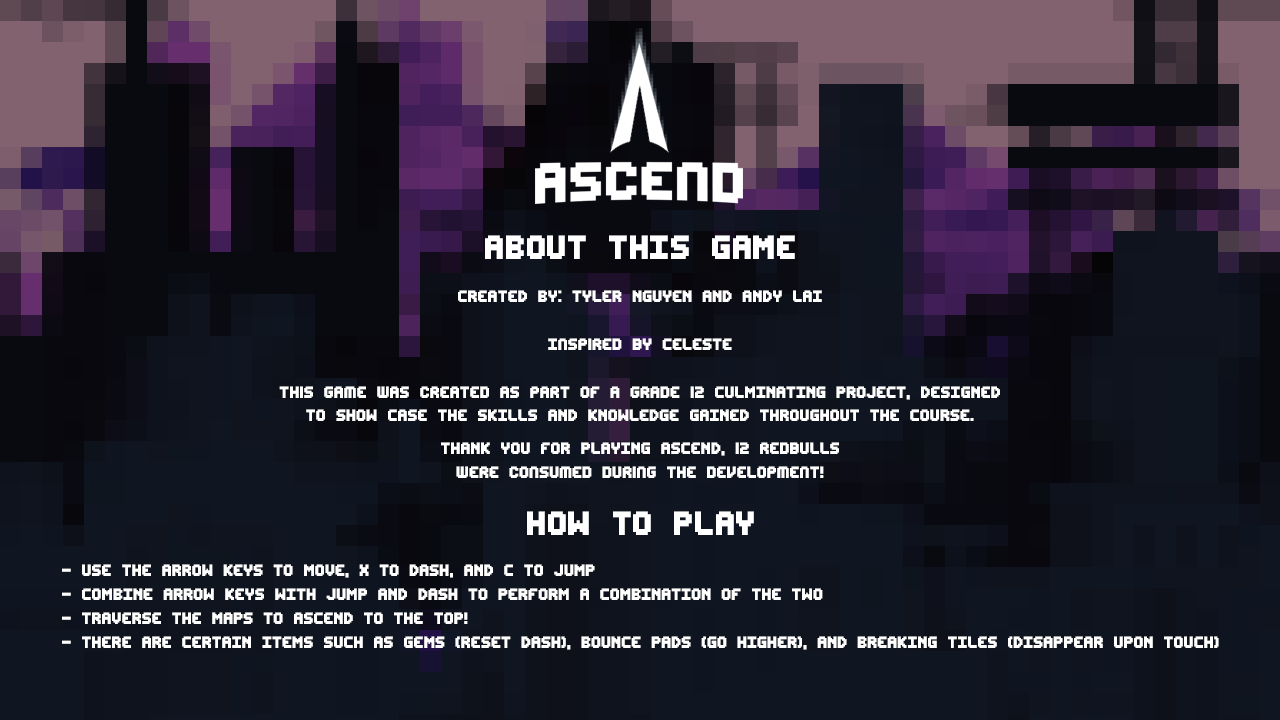 ASCEND
ABOUT THIS GAME
CREATED BY: TYLER NGUYEN AND ANDY LAI
INSPIRED BY CELESTE
THIS GAME WAS CREATED AS PART OF A GRADE 12 CULMINATING PROJECT, DESIGNED
TO SHOW CASE THE SKILLS AND KNOWLEDGE GAINED THROUGHOUT THE COURSE.
THANK YOU FOR PLAYING ASCEND, 12 REDBULLS
WERE CONSUMED DURING THE DEVELOPMENT!
HOW TO PLAY
- USE THE ARROW KEYS TO MOVE, X TO DASH, AND C TO JUMP
- COMBINE ARROW KEYS WITH JUMP AND DASH TO PERFORM A COMBINATION OF THE TWO
- TRAVERSE THE MAPS TO ASCEND TO THE TOP!
- THERE ARE CERTAIN ITEMS SUCH AS GEMS (RESET DASH), BOUNCE PADS (GO HIGHER), AND BREAKING TILES (DISAPPEAR UPON TOUCH)